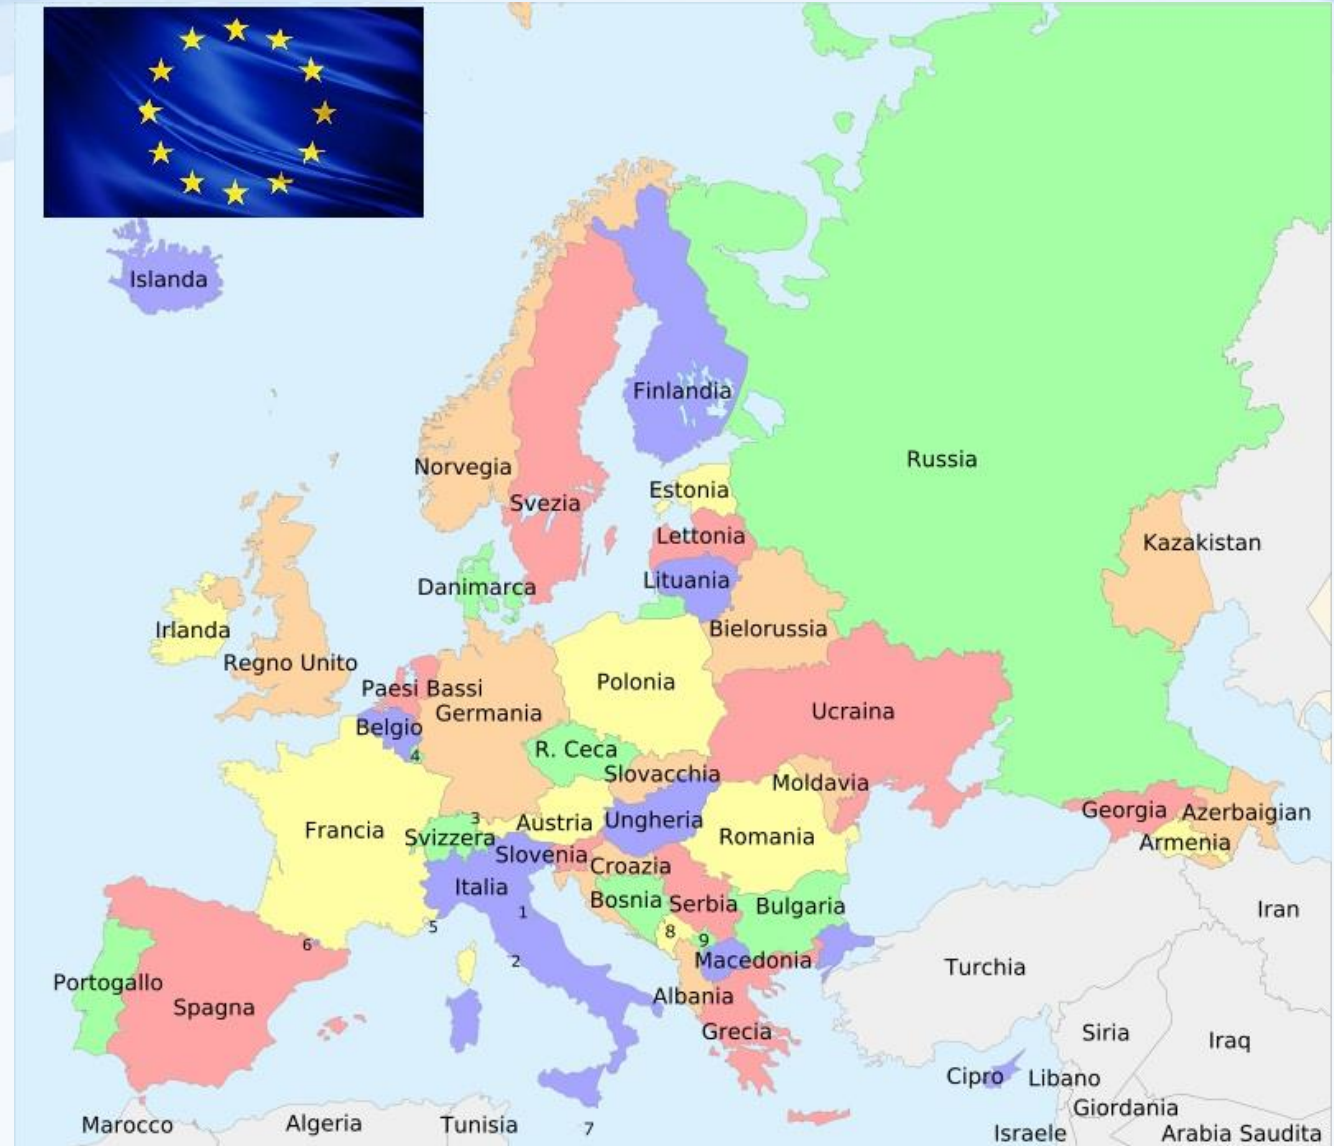 Islanda
Finlandia
Russia
Norvegia
Estonia
Svezia
Lettonia
Kazakistan
Lituania
Danimarca
Irlanda
Bielorussia
Regno Unito
Polonia
Paesi Bassi
Germania
Ucraina
Belgio
R. Ceca
4
Slovacchia
Moldavia
Georgia
Azerbaigian
3
Austria
Ungheria
Francia
Svizzera
Romania
Armenia
Slovenia
Croazia
Italia
Bosnia
Serbia
Bulgaria
Iran
1
5
8
9
6
2
Macedonia
Turchia
Portogallo
Albania
Spagna
Grecia
Siria
Iraq
Cipro
Libano
Giordania
Marocco
Algeria
Tunisia
7
Israele
Arabia Saudita